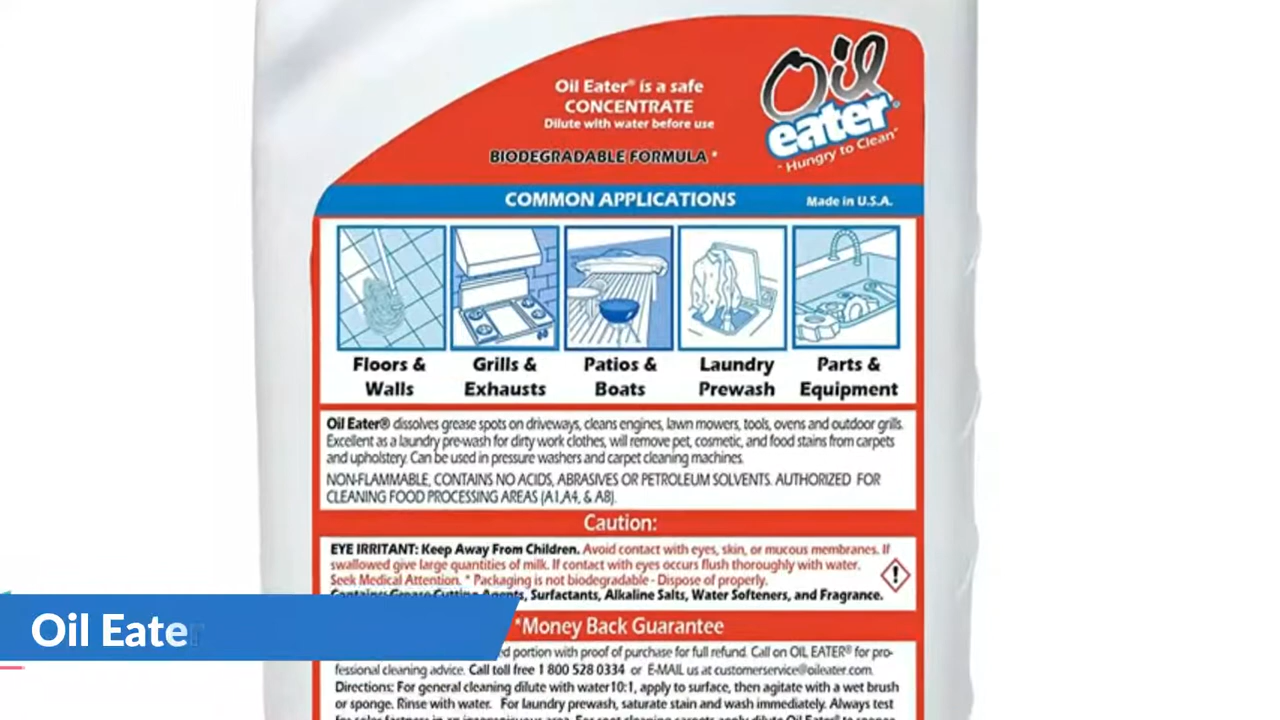 Oil Eater® is a safe
CONCENTRATE
Dilute with water before use
BIODEGRADABLE FORMULA *
Oil
eater®
"Hungry to Clean"
COMMON APPLICATIONS
Made in U.S.A.
Floors &
Walls
Grills &
Exhausts
Patios &
Boats
Laundry
Prewash
Parts &
Equipment
Oil Eater® dissolves grease spots on driveways, cleans engines, lawn mowers, tools, ovens and outdoor grills.
Excellent as a laundry pre-wash for dirty work clothes, will remove pet, cosmetic, and food stains from carpets
and upholstery. Can be used in pressure washers and carpet cleaning machines.
NON-FLAMMABLE, CONTAINS NO ACIDS, ABRASIVES OR PETROLEUM SOLVENTS. AUTHORIZED FOR
CLEANING FOOD PROCESSING AREAS (A1,A4, & A8).
Caution:
EYE IRRITANT: Keep Away From Children. Avoid contact with eyes, skin, or mucous membranes. If
swallowed give large quantities of milk. If contact with eyes occurs flush thoroughly with water.
Seek Medical Attention. * Packaging is not biodegradable - Dispose of properly.
Contains: Grease Cutting Agents, Surfactants, Alkaline Salts, Water Softeners, and Fragrance.
*Money Back Guarantee
portion with proof of purchase for full refund. Call on OIL EATER® for pro-
fessional cleaning advice. Call toll free 1 800 528 0334 or E-MAIL us at customerservice@oileater.com.
Directions: For general cleaning dilute with water 10:1, apply to surface, then agitate with a wet brush
or sponge. Rinse with water. For laundry prewash, saturate stain and wash immediately. Always test
Oil Eater